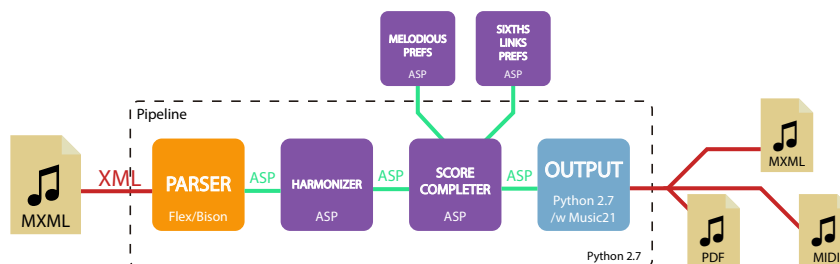 MELODIOUS
PREFS
ASP
SIXTHS
LINKS
PREFS
ASP
Pipeline
MXML
XML
PARSER
Flex/Bison
ASP
HARMONIZER
ASP
ASP
SCORE
COMPLETER
ASP
ASP
OUTPUT
Python 2.7
/w Music21
Python 2.7
MXML
PDF
MIDI